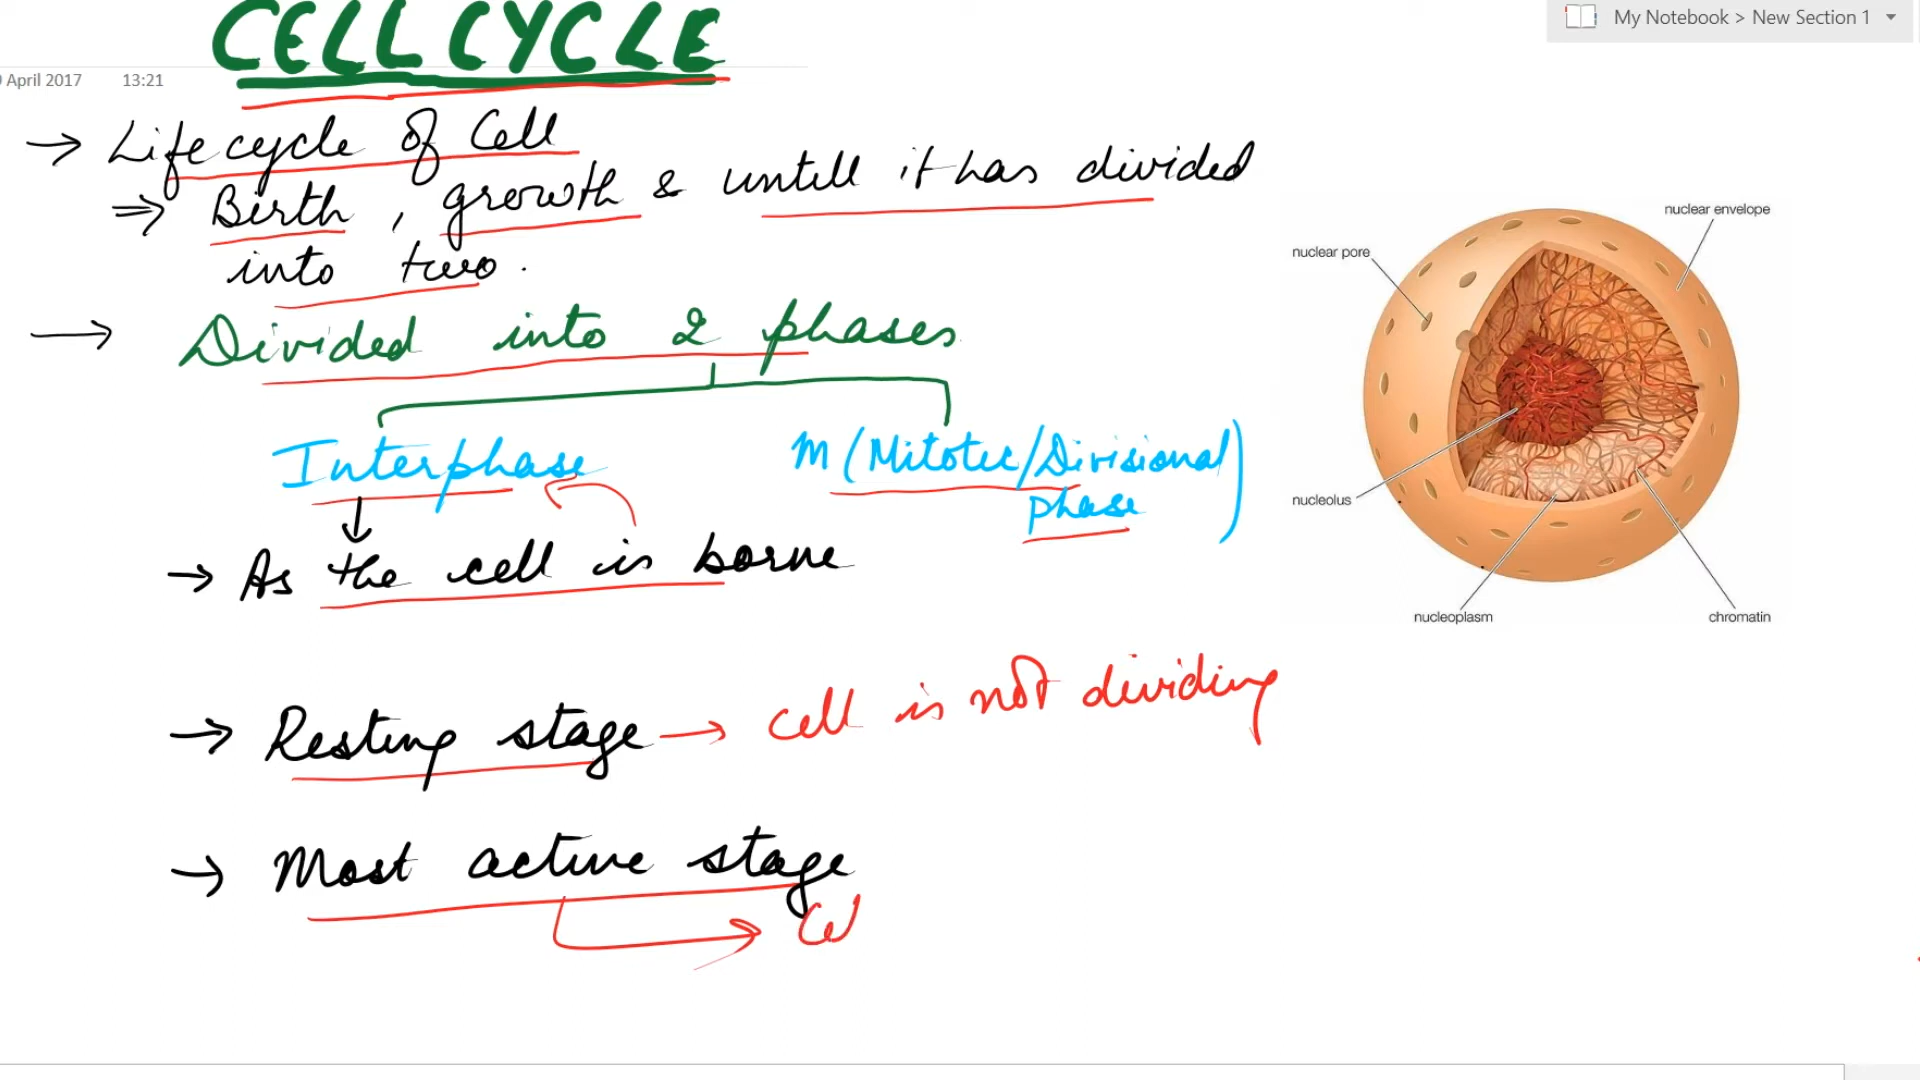 CELL CYCLE
My Notebook > New Section 1
April 2017 13:21
→ Life cycle of Cell
⇒ Birth, growth & untill it has divided
into two.
→ Divided into 2 phases
Interphase
M (Mitotic/Divisional)
phase
→ As the cell is borne
→ Resting stage → cell is not dividing
→ Most active stage
nuclear envelope
nuclear pore
nucleolus
nucleoplasm
chromatin